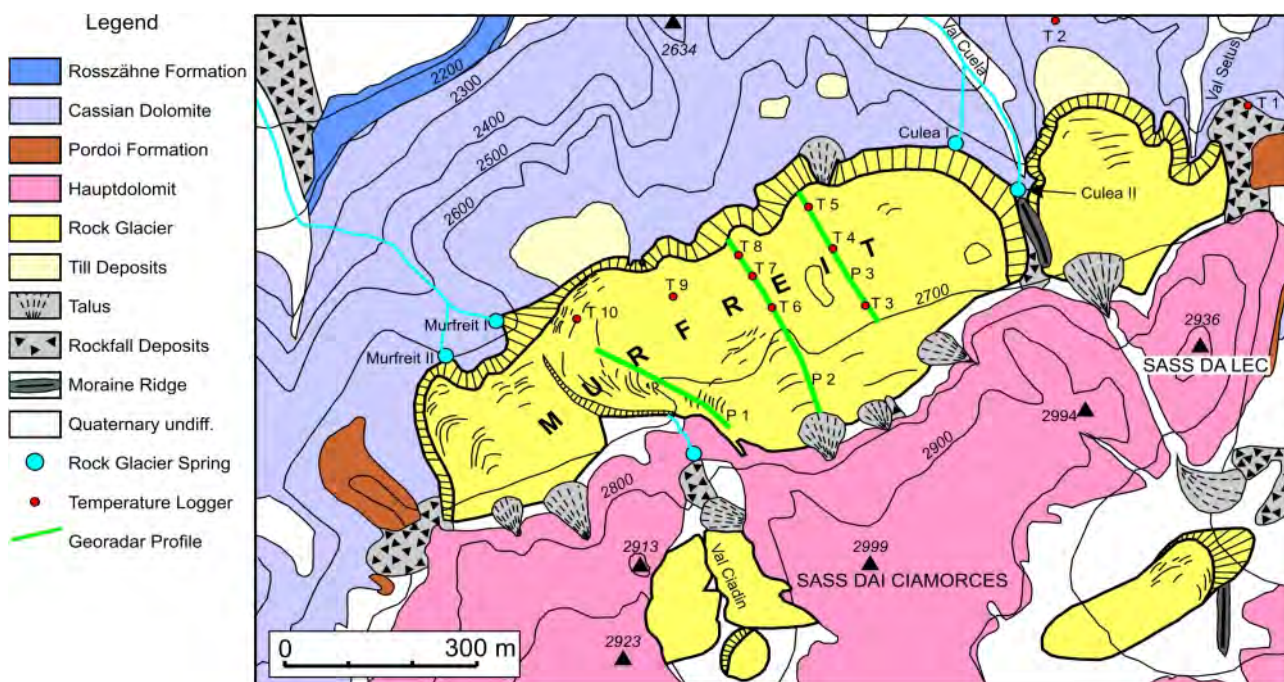 Legend
Rosszähne Formation
Cassian Dolomite
Pordoi Formation
Hauptdolomit
Rock Glacier
Till Deposits
Talus
Rockfall Deposits
Moraine Ridge
Quaternary undiff.
Rock Glacier Spring
Temperature Logger
Georadar Profile
2634
T 2
2200
2300
2400
2500
2600
Val Cuela
Val Setus
T 1
Culea I
Culea II
T 5
T 4
P 3
T 3
T 8
T 7
T 6
P 2
T 9
T 10
P 1
MURFREIT
2700
Murfreit I
Murfreit II
2936
SASS DA LEC
2994
2900
2800
2913
2999
SASS DAI CIAMORCES
Val Ciadin
2923
0 300 m